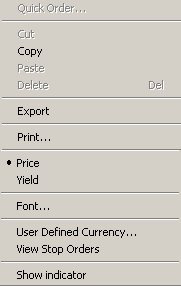 Quick Order...
Cut
Copy
Paste
Delete Del
Export
Print...
Price
Yield
Font...
User Defined Currency...
View Stop Orders
Show indicator